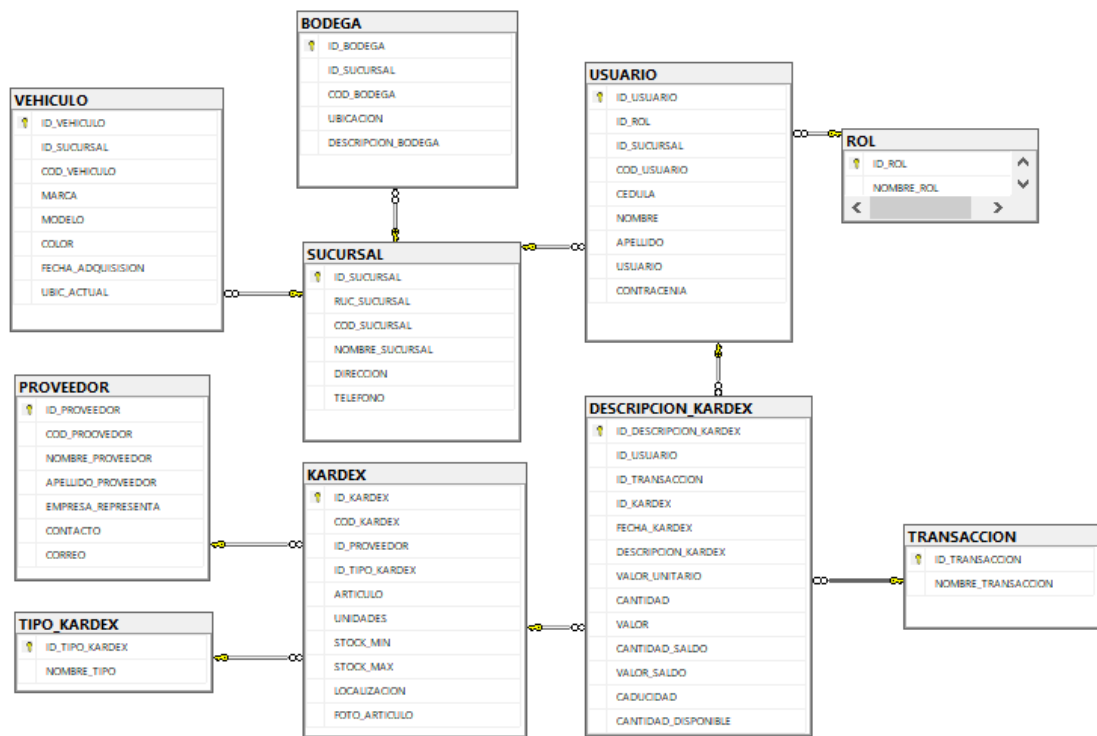 BODEGA
ID_BODEGA
ID_SUCURSAL
COD_BODEGA
UBICACION
DESCRIPCION_BODEGA
VEHICULO
ID_VEHICULO
ID_SUCURSAL
COD_VEHICULO
MARCA
MODELO
COLOR
FECHA_ADQUISISION
UBIC_ACTUAL
USUARIO
ID_USUARIO
ID_ROL
ID_SUCURSAL
COD_USUARIO
CEDULA
NOMBRE
APELLIDO
USUARIO
CONTRACENIA
ROL
ID_ROL
NOMBRE_ROL
SUCURSAL
ID_SUCURSAL
RUC_SUCURSAL
COD_SUCURSAL
NOMBRE_SUCURSAL
DIRECCION
TELEFONO
PROVEEDOR
ID_PROVEEDOR
COD_PROOVEDOR
NOMBRE_PROVEEDOR
APELLIDO_PROVEEDOR
EMPRESA_REPRESENTA
CONTACTO
CORREO
KARDEX
ID_KARDEX
COD_KARDEX
ID_PROVEEDOR
ID_TIPO_KARDEX
ARTICULO
UNIDADES
STOCK_MIN
STOCK_MAX
LOCALIZACION
FOTO_ARTICULO
DESCRIPCION_KARDEX
ID_DESCRIPCION_KARDEX
ID_USUARIO
ID_TRANSACCION
ID_KARDEX
FECHA_KARDEX
DESCRIPCION_KARDEX
VALOR_UNITARIO
CANTIDAD
VALOR
CANTIDAD_SALDO
VALOR_SALDO
CADUCIDAD
CANTIDAD_DISPONIBLE
TRANSACCION
ID_TRANSACCION
NOMBRE_TRANSACCION
TIPO_KARDEX
ID_TIPO_KARDEX
NOMBRE_TIPO